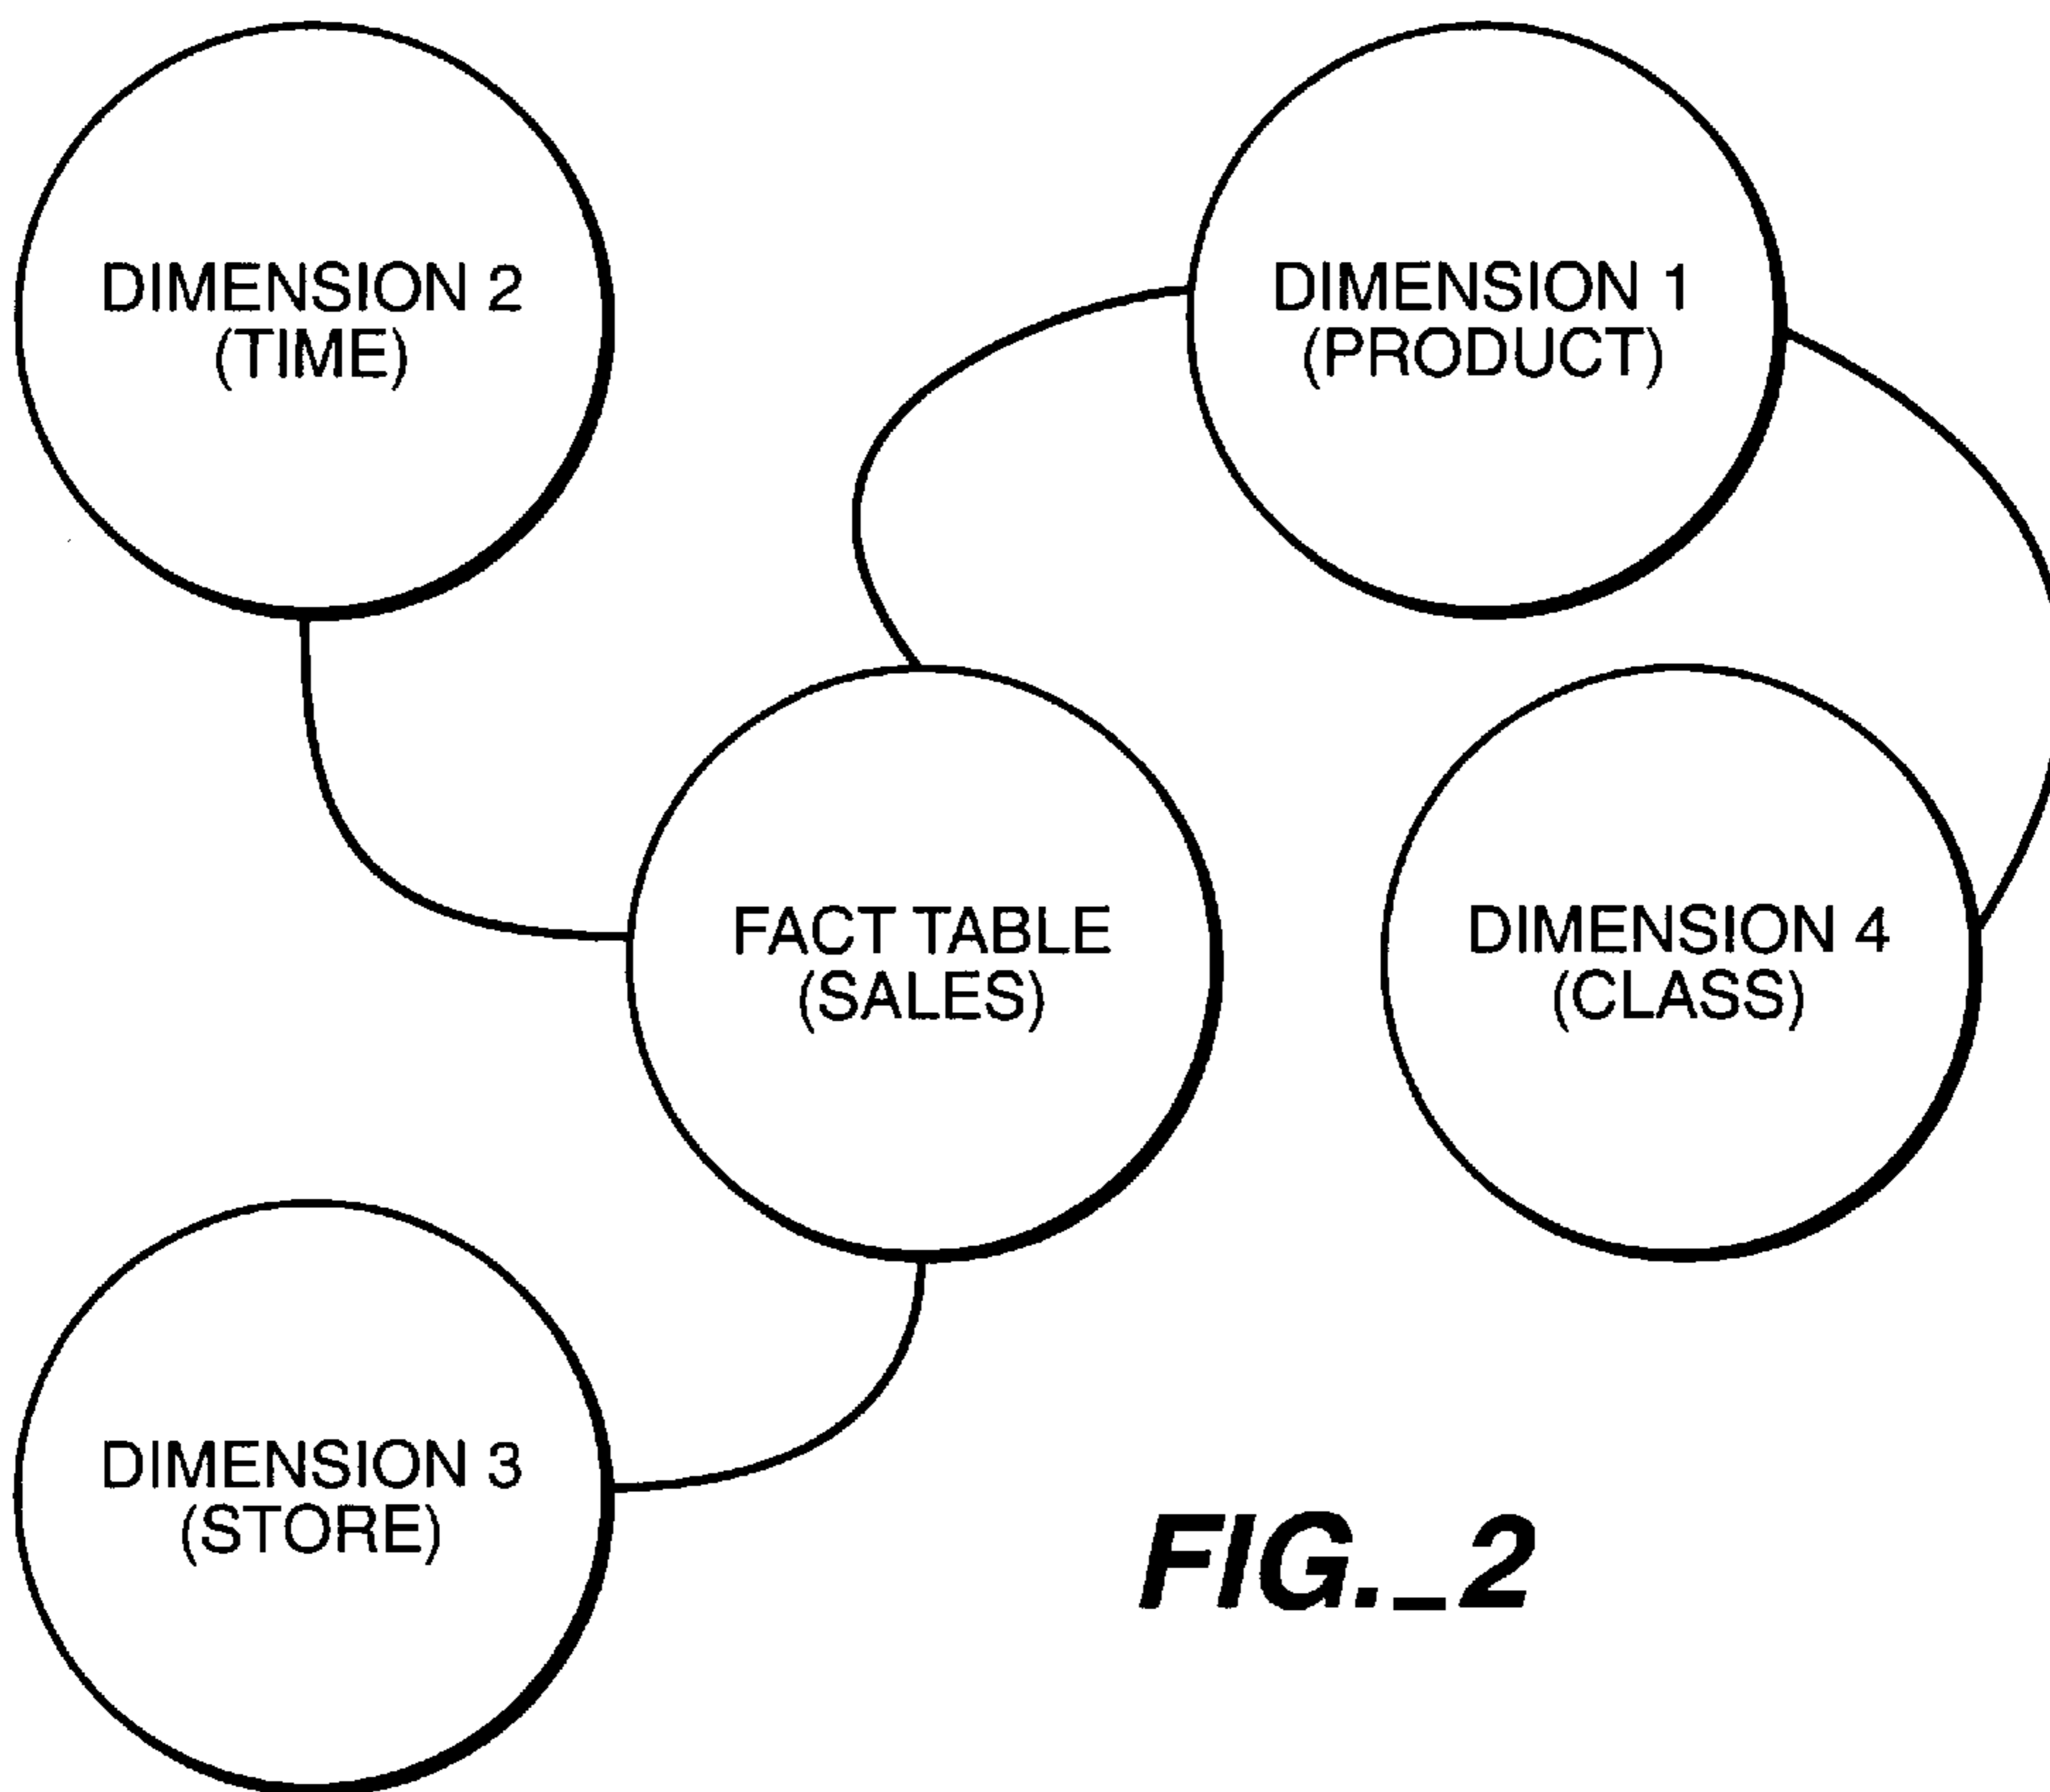 DIMENSION 2
(TIME)
DIMENSION 1
(PRODUCT)
FACT TABLE
(SALES)
DIMENSION 4
(CLASS)
DIMENSION 3
(STORE)
FIG._2